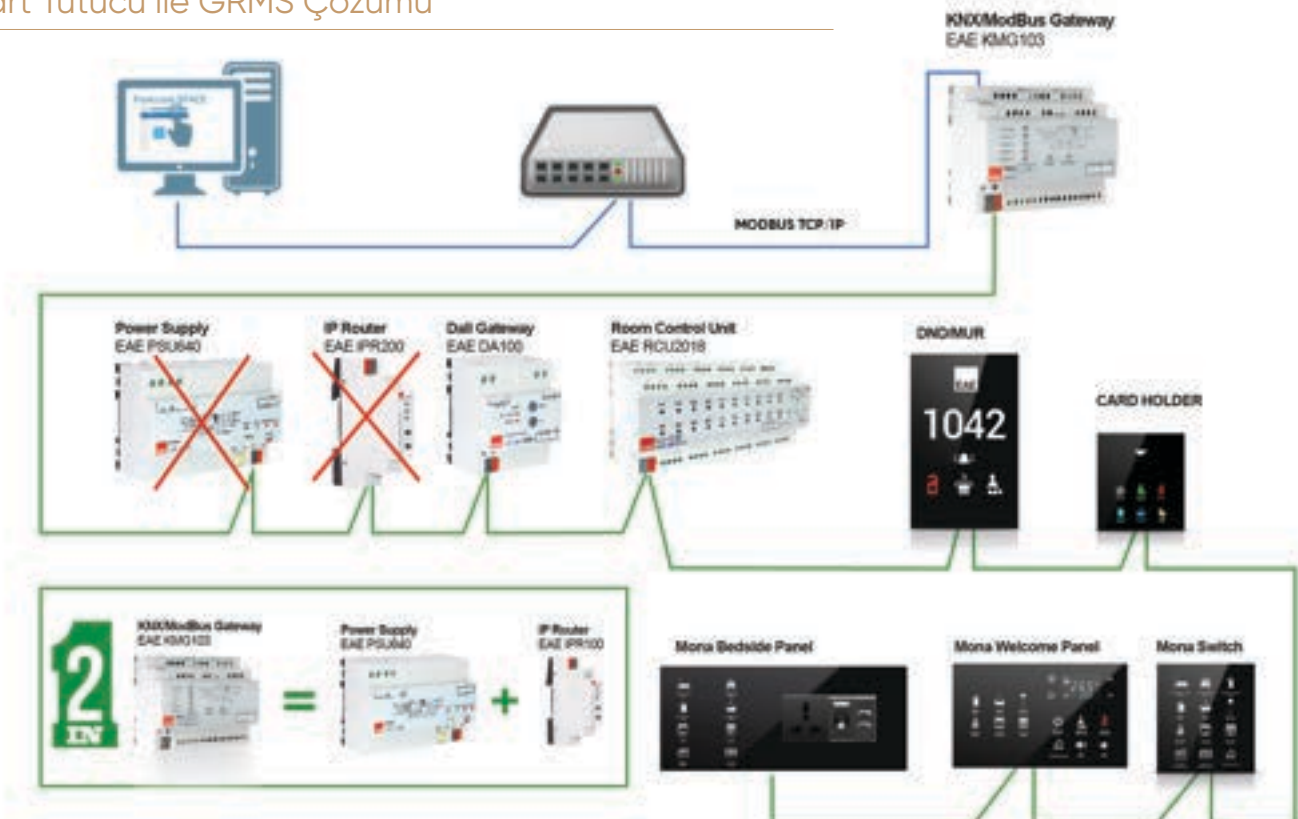 art Tutucu ile GRMS Çözümü
KNX/ModBus Gateway
EAE KMG103
MODBUS TCP/IP
Power Supply
EAE PSU640
IP Router
EAE IPR200
Dali Gateway
EAE DA100
Room Control Unit
EAE RCU2018
DND/MUR
EAE
1042
CARD HOLDER
2
IN
KNX/ModBus Gateway
EAE KMG103
=
Power Supply
EAE PSU640
+
IP Router
EAE IPR100
Mona Bedside Panel
Mona Welcome Panel
Mona Switch